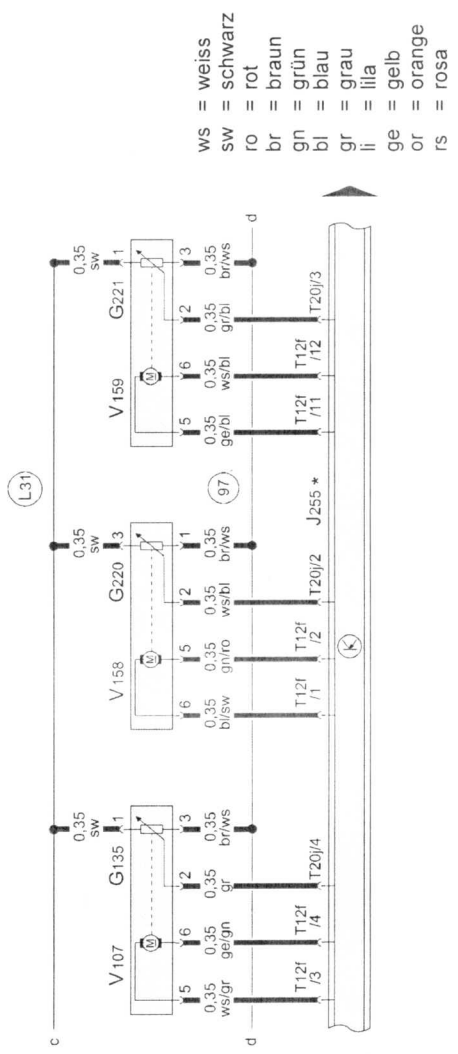 L31
c
0,35
sw
0,35
sw
0,35
sw
1
3
1
V107
G135
V158
G220
V159
G221
M
M
M
5
6
2
3
6
5
2
1
5
6
2
3
0,35
ws/gr
0,35
ge/gn
0,35
gr
0,35
br/ws
0,35
bl/sw
0,35
gn/ro
0,35
ws/bl
0,35
br/ws
0,35
ge/bl
0,35
ws/bl
0,35
gr/bl
0,35
br/ws
97
d
d
T12f
/3
T12f
/4
T20j/4
T12f
/1
T12f
/2
T20j/2
J255 *
T12f
/11
T12f
/12
T20j/3
K
ws = weiss
sw = schwarz
ro = rot
br = braun
gn = grün
bl = blau
gr = grau
li = lila
ge = gelb
or = orange
rs = rosa